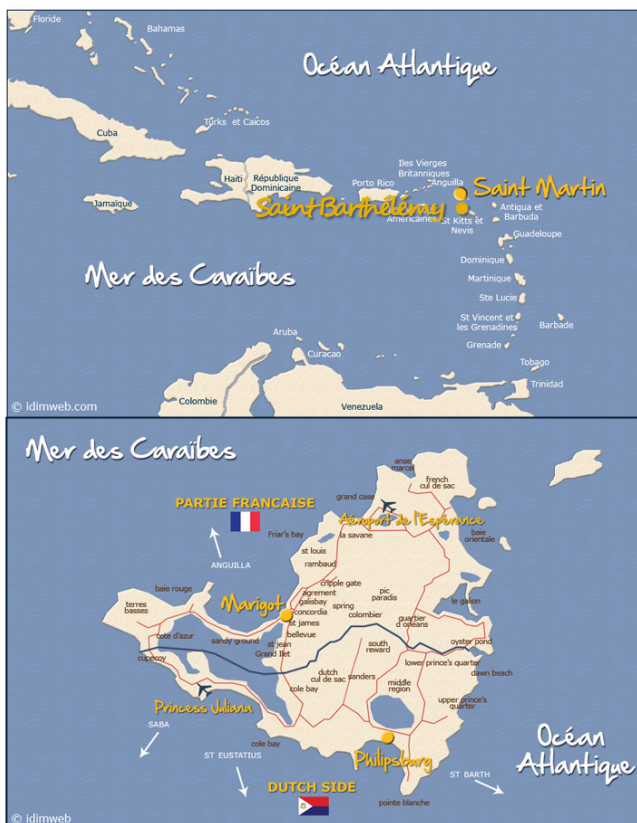 Floride
Bahamas
Océan Atlantique
Cuba
Turks et Caicos
Haiti
République
Dominicaine
Jamaïque
Porto Rico
Iles Vierges
Britanniques
Anguilla
Saint Martin
Saint Barthélémy
Américaines
St Kitts et
Nevis
Antigua et
Barbuda
Guadeloupe
Mer des Caraïbes
Dominique
Martinique
Ste Lucie
St Vincent et
les Grenadines
Barbade
Grenade
Aruba
Curacao
Tobago
Trinidad
Colombie
Venezuela
© idimweb.com
Mer des Caraïbes
anse
marcel
french
cul de sac
grand case
PARTIE FRANCAISE
Aéroport de l'Espérance
Friar's bay
la savane
baie
orientale
st louis
ANGUILLA
rambaud
cripple gate
baie rouge
agrement
pic
paradis
terres
basses
Marigot
galisbay
spring
concordia
colombier
le galion
st james
quartier
d orleans
cote d'azur
sandy ground
bellevue
oyster pond
st jean
Grand Ilet
south
reward
cupecoy
lower prince's quarter
dutch
cul de sac
sanders
dawn beach
cole bay
middle
region
Princess Juliana
upper prince's
quarter
SABA
cole bay
Philipsburg
Océan
Atlantique
ST EUSTATIUS
ST BARTH
DUTCH SIDE
pointe blanche
© idimweb.com